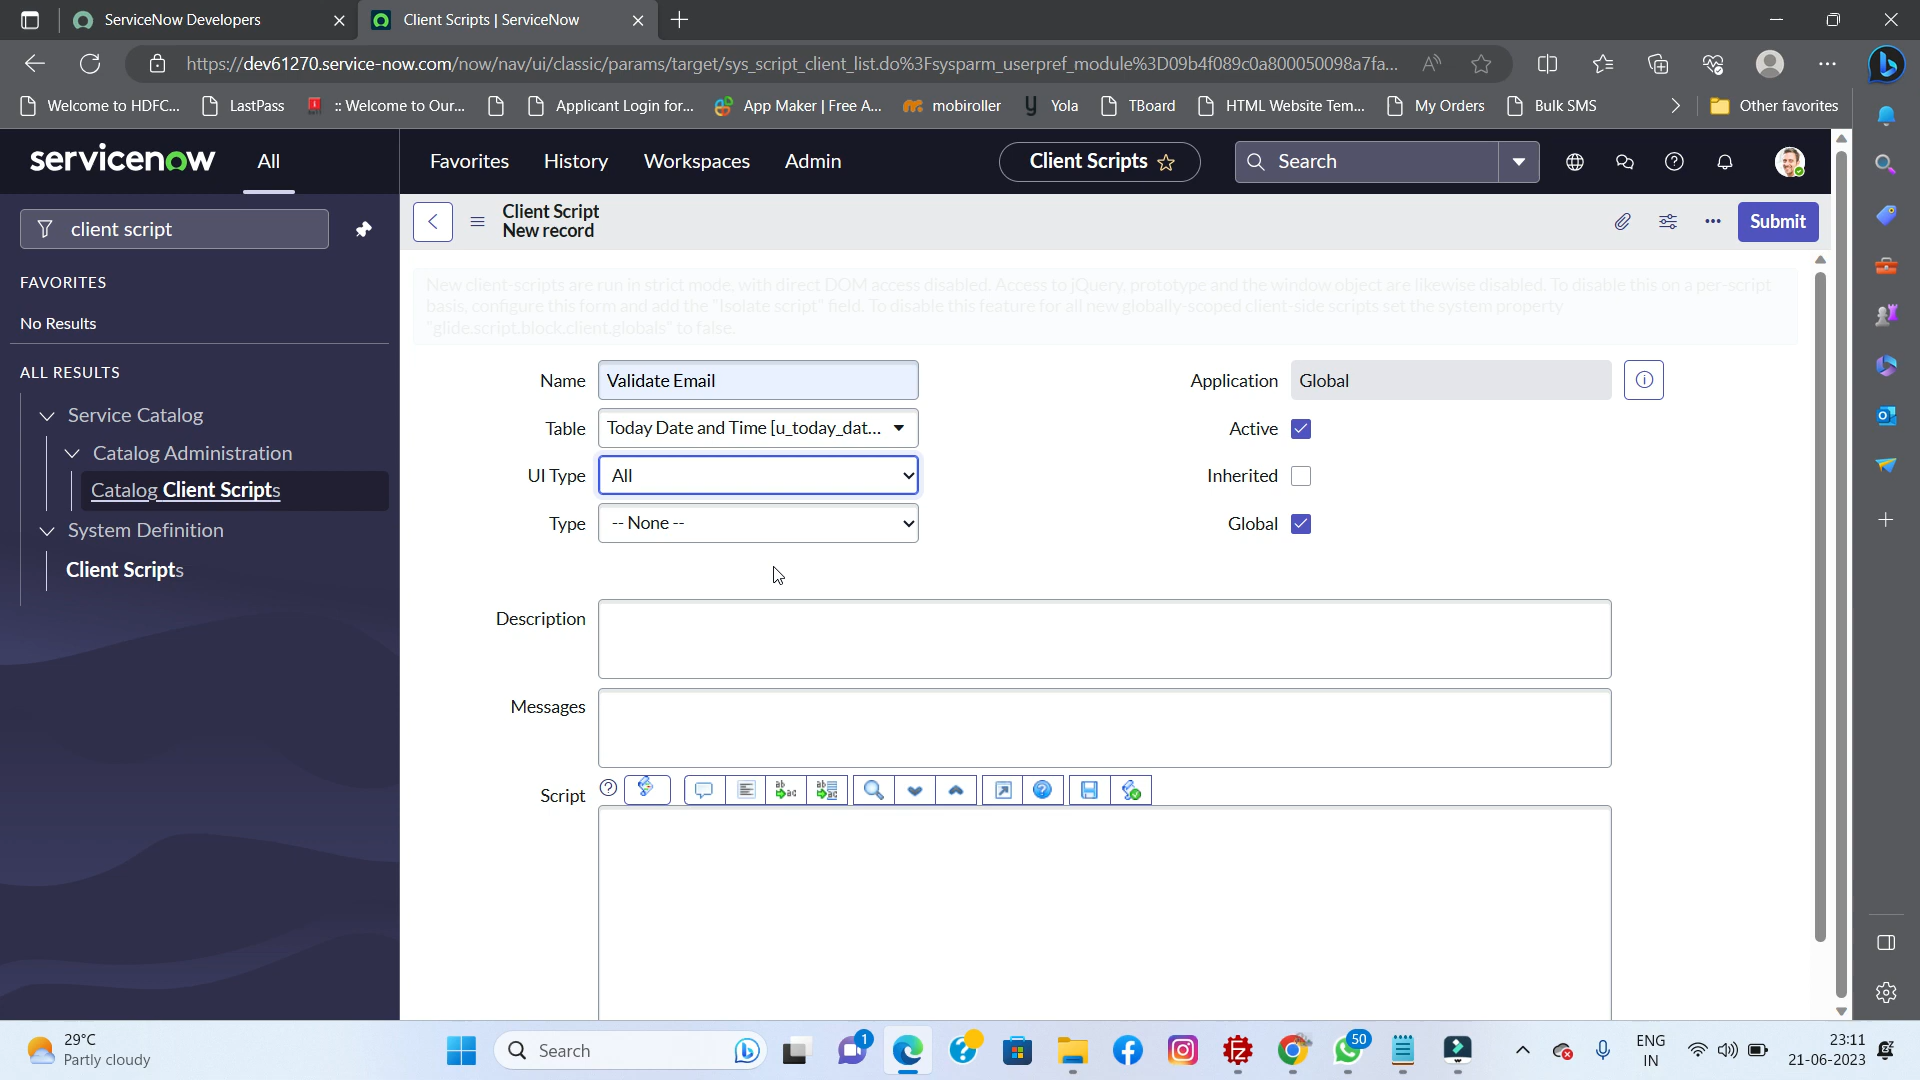 ServiceNow Developers
Client Scripts | ServiceNow
https://dev61270.service-now.com/now/nav/ui/classic/params/target/sys_script_client_list.do%3Fsysparm_userpref_module%3D09b4f089c0a800050098a7fa...
Welcome to HDFC...
LastPass
:: Welcome to Our...
Applicant Login for...
App Maker | Free A...
mobiroller
Yola
TBoard
HTML Website Tem...
My Orders
Bulk SMS
Other favorites
servicenow
All
Favorites
History
Workspaces
Admin
Client Scripts
Search
client script
Client Script
New record
Submit
FAVORITES
No Results
ALL RESULTS
Service Catalog
Catalog Administration
Catalog Client Scripts
System Definition
Client Scripts
New client-scripts are run in strict mode, with direct DOM access disabled. Access to jQuery, prototype and the window object are likewise disabled. To disable this on a per-script
basis, configure this form and add the "Isolate script" field. To disable this feature for all new globally-scoped client-side scripts set the system property
"glide.script.block.client.globals" to false.
Name Validate Email
Application Global
Table Today Date and Time [u_today_dat...
Active
UI Type All
Inherited
Type -- None --
Global
Description
Messages
Script
29°C
Partly cloudy
Search
1
50
ENG
IN
23:11
21-06-2023